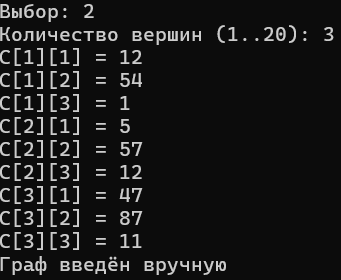 Выбор: 2
Количество вершин (1..20): 3
C[1][1] = 12
C[1][2] = 54
C[1][3] = 1
C[2][1] = 5
C[2][2] = 57
C[2][3] = 12
C[3][1] = 47
C[3][2] = 87
C[3][3] = 11
Граф введён вручную